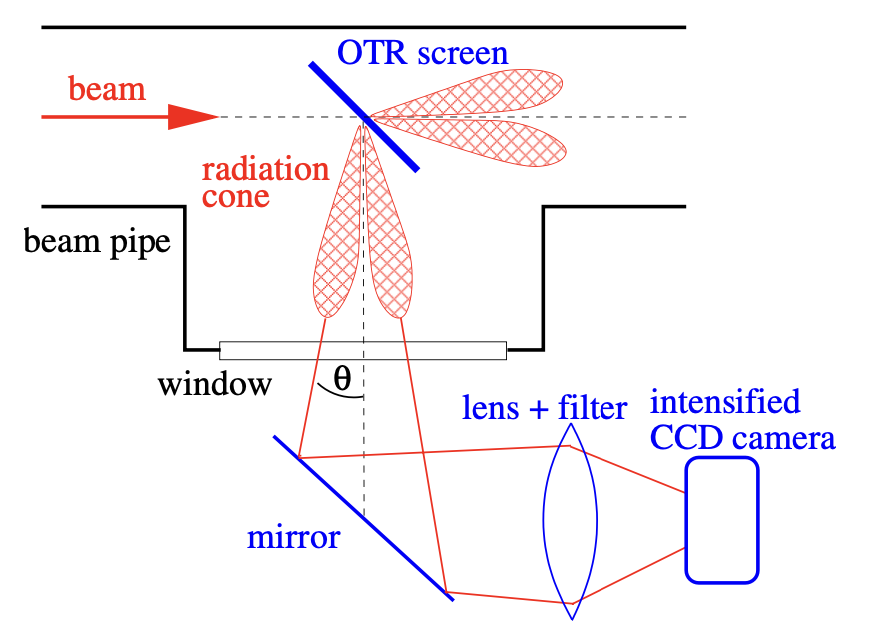 OTR screen
beam
radiation
cone
beam pipe
window
θ
lens + filter
intensified
CCD camera
mirror